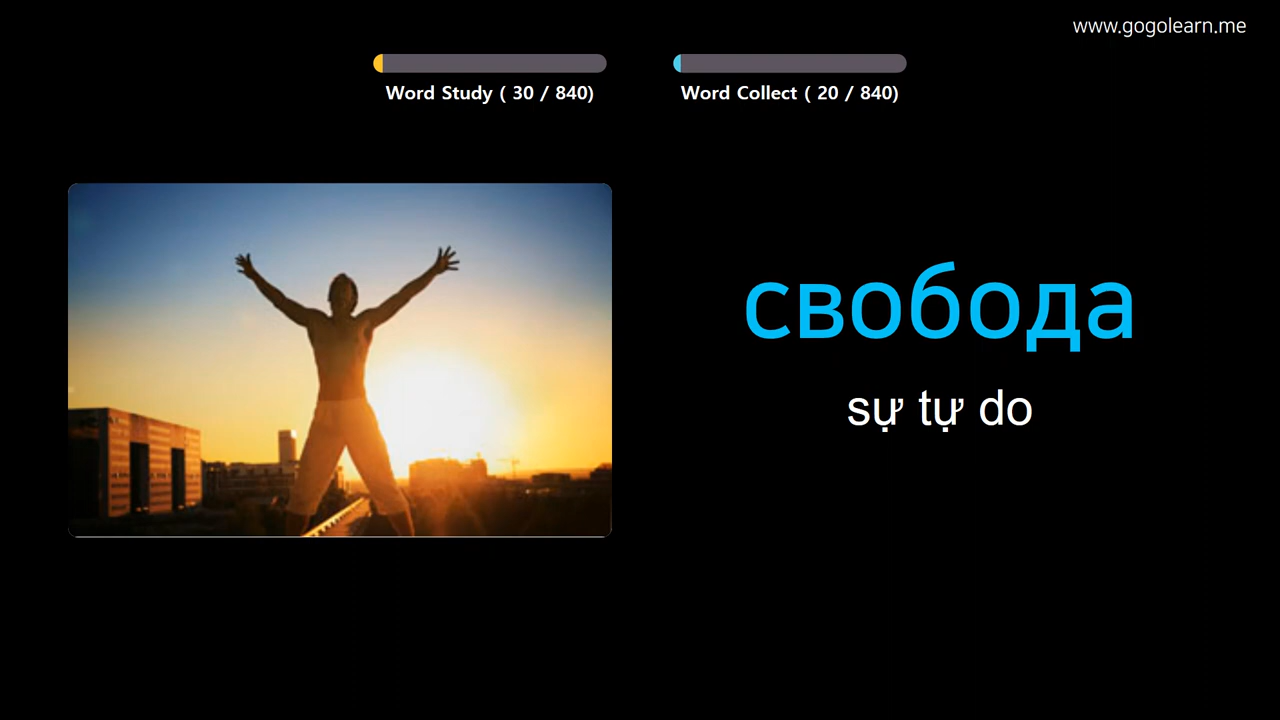 www.gogolearn.me
Word Study ( 30 / 840)
Word Collect ( 20 / 840)
свобода
sự tự do